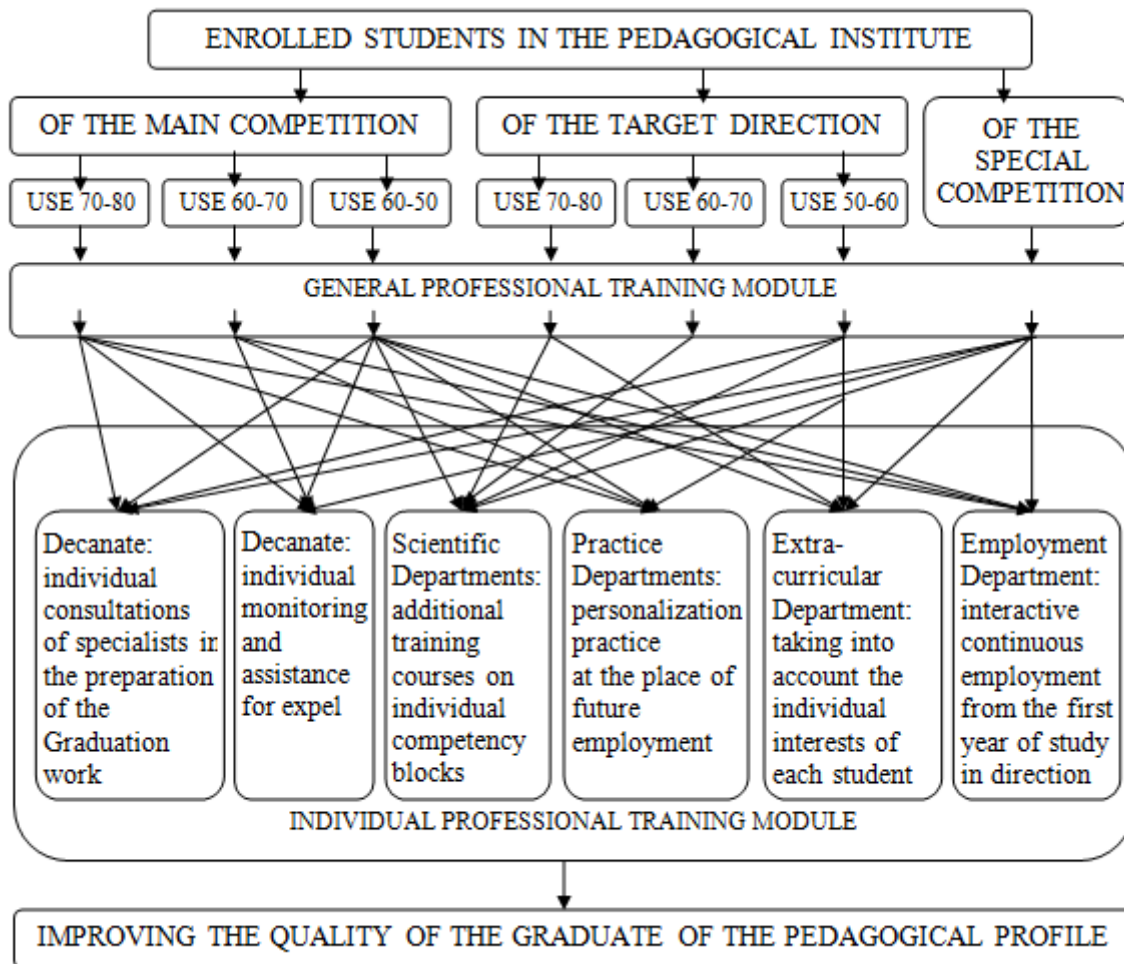 ENROLLED STUDENTS IN THE PEDAGOGICAL INSTITUTE
OF THE MAIN COMPETITION
OF THE TARGET DIRECTION
OF THE
SPECIAL
COMPETITION
USE 70-80
USE 60-70
USE 60-50
USE 70-80
USE 60-70
USE 50-60
GENERAL PROFESSIONAL TRAINING MODULE
Decanate:
individual
consultations
of specialists in
the preparation
of the
Graduation
work
Decanate:
individual
monitoring
and
assistance
for expel
Scientific
Departments:
additional
training
courses on
individual
competency
blocks
Practice
Departments:
personalization
practice
at the place of
future
employment
Extra-
curricular
Department:
taking into
account the
individual
interests of
each student
Employment
Department:
interactive
continuous
employment
from the first
year of study
in direction
INDIVIDUAL PROFESSIONAL TRAINING MODULE
IMPROVING THE QUALITY OF THE GRADUATE OF THE PEDAGOGICAL PROFILE